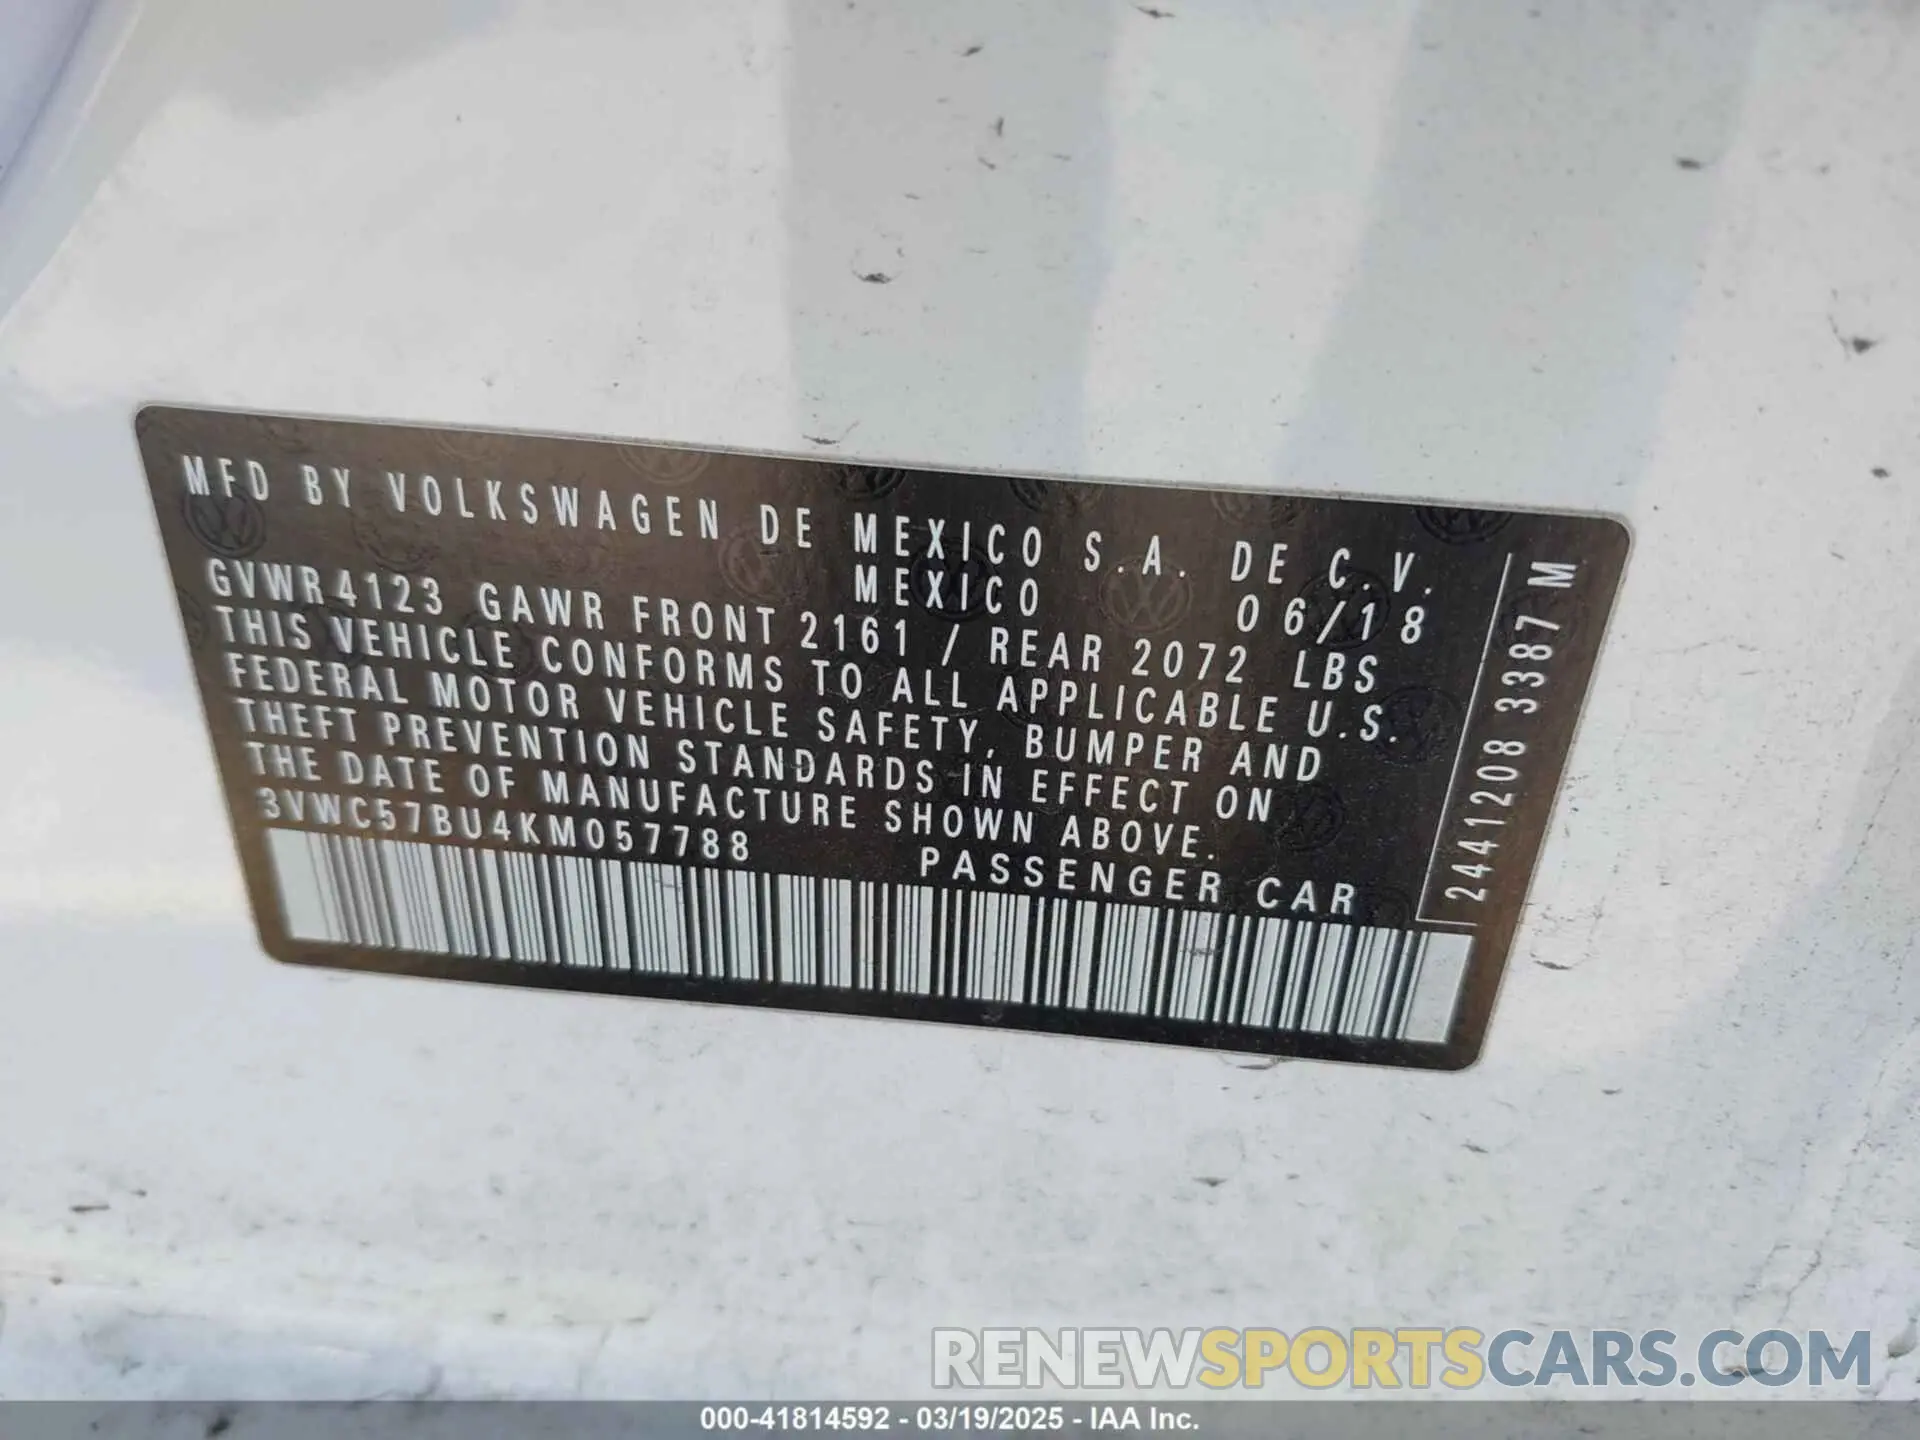 MFD BY VOLKSWAGEN DE MEXICO S.A. DE C.V.
MEXICO 06/18
GVWR 4123 GAWR FRONT 2161 / REAR 2072 LBS
THIS VEHICLE CONFORMS TO ALL APPLICABLE U.S.
FEDERAL MOTOR VEHICLE SAFETY, BUMPER AND
THEFT PREVENTION STANDARDS IN EFFECT ON
THE DATE OF MANUFACTURE SHOWN ABOVE.
3VWC57BU4KM057788 PASSENGER CAR
2441208 3387 M
RENEWSPORTSCARS.COM
000-41814592 - 03/19/2025 - IAA Inc.